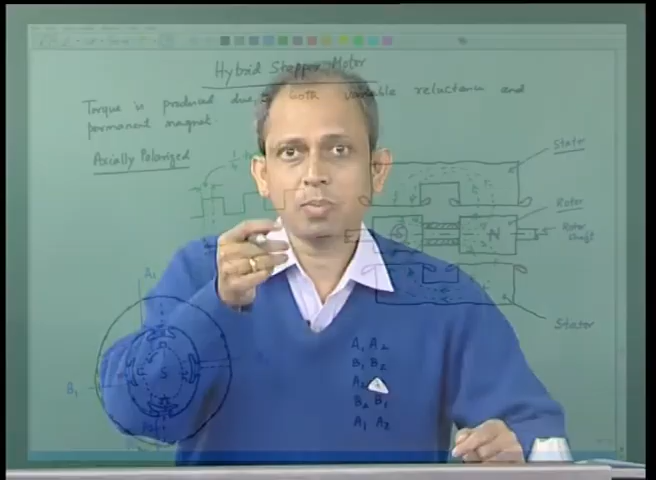 Hybrid Stepper Motor
Torque is produced due to both variable reluctance and
permanent magnet.
Axially Polarized
Stator
Rotor
Rotor
shaft
S
N
Stator
A₁
B₁
S
A₁ A₂
B₁ B₂
A₂
B₂ B₁
A₁ A₂